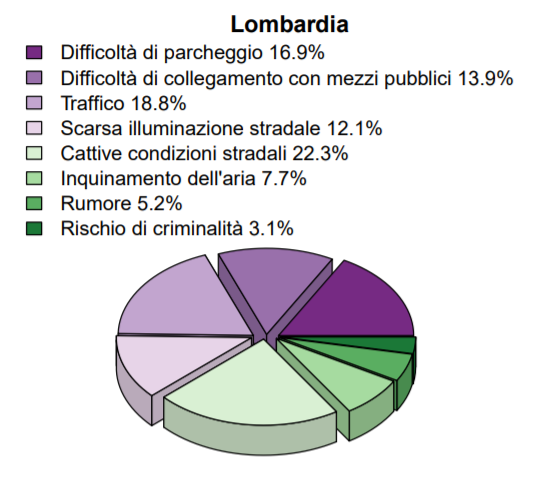 Lombardia
Difficoltà di parcheggio 16.9%
Difficoltà di collegamento con mezzi pubblici 13.9%
Traffico 18.8%
Scarsa illuminazione stradale 12.1%
Cattive condizioni stradali 22.3%
Inquinamento dell'aria 7.7%
Rumore 5.2%
Rischio di criminalità 3.1%